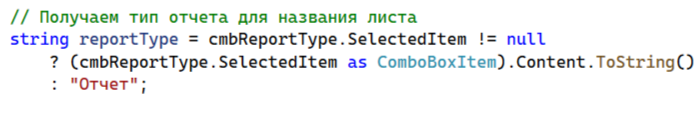 // Получаем тип отчета для названия листа
string reportType = cmbReportType.SelectedItem != null
    ? (cmbReportType.SelectedItem as ComboBoxItem).Content.ToString()
    : "Отчет";